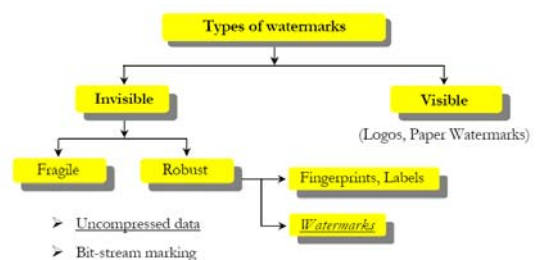 Types of watermarks
Invisible
Visible
(Logos, Paper Watermarks)
Fragile
Robust
Fingerprints, Labels
Watermarks
➢ Uncompressed data
➢ Bit-stream marking